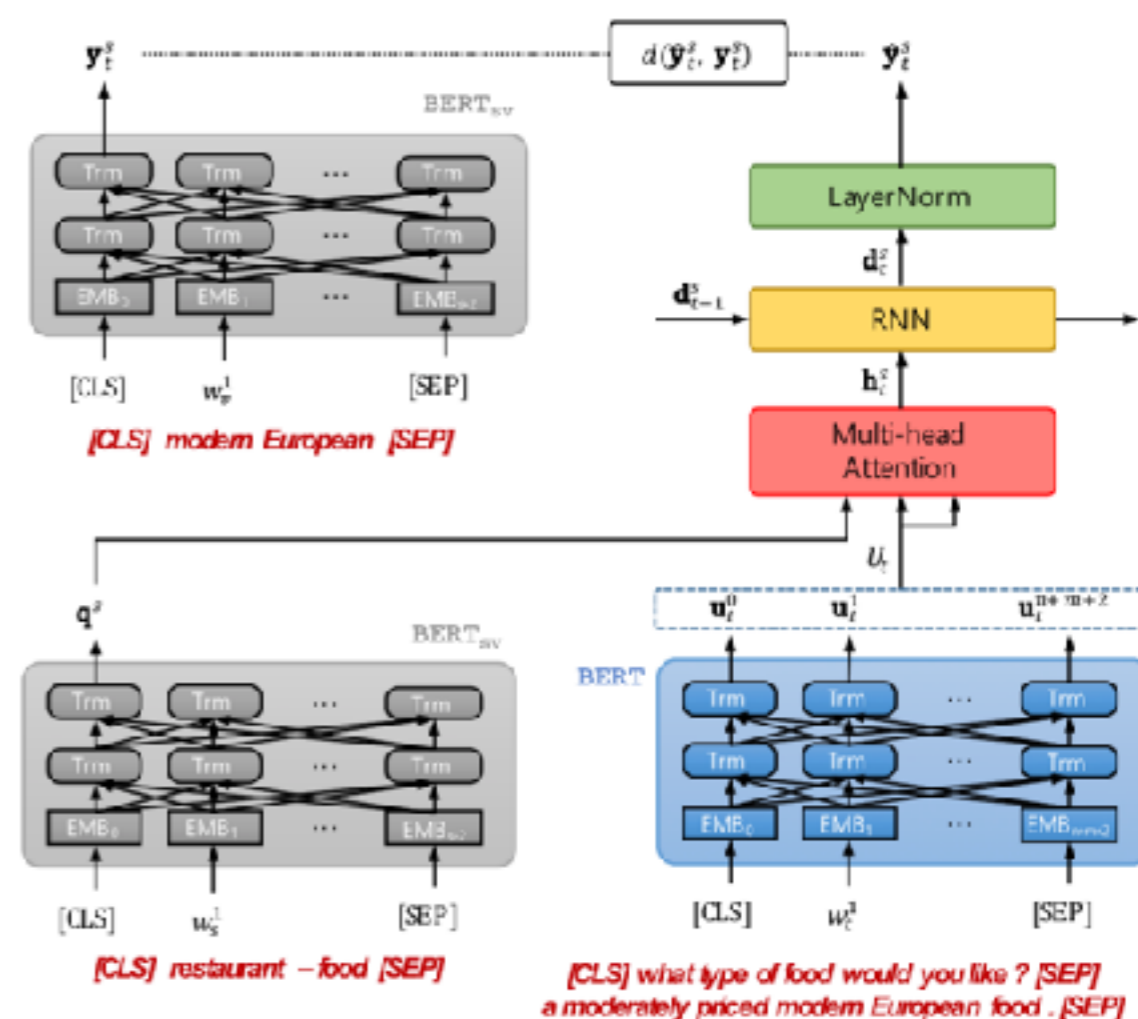 y_t^s
d(ŷ_t^s, y_t^s)
ŷ_t^s
BERT_sv
Trm Trm ... Trm
Trm Trm ... Trm
EMB_0 EMB_1 ...
[CLS] w_v^1 [SEP]
[CLS] modern European [SEP]
LayerNorm
d_t^s
d_{t-1}^s
RNN
h_t^s
Multi-head
Attention
U_t
q^s
BERT_sv
Trm Trm ... Trm
Trm Trm ... Trm
EMB_0 EMB_1 ...
[CLS] w_s^1 [SEP]
[CLS] restaurant – food [SEP]
u_t^0 u_t^1 u_t^{n+m+2}
BERT
Trm Trm ... Trm
Trm Trm ... Trm
EMB_0 EMB_1 ...
[CLS] w_t^1 [SEP]
[CLS] what type of food would you like ? [SEP]
a moderately priced modern European food . [SEP]